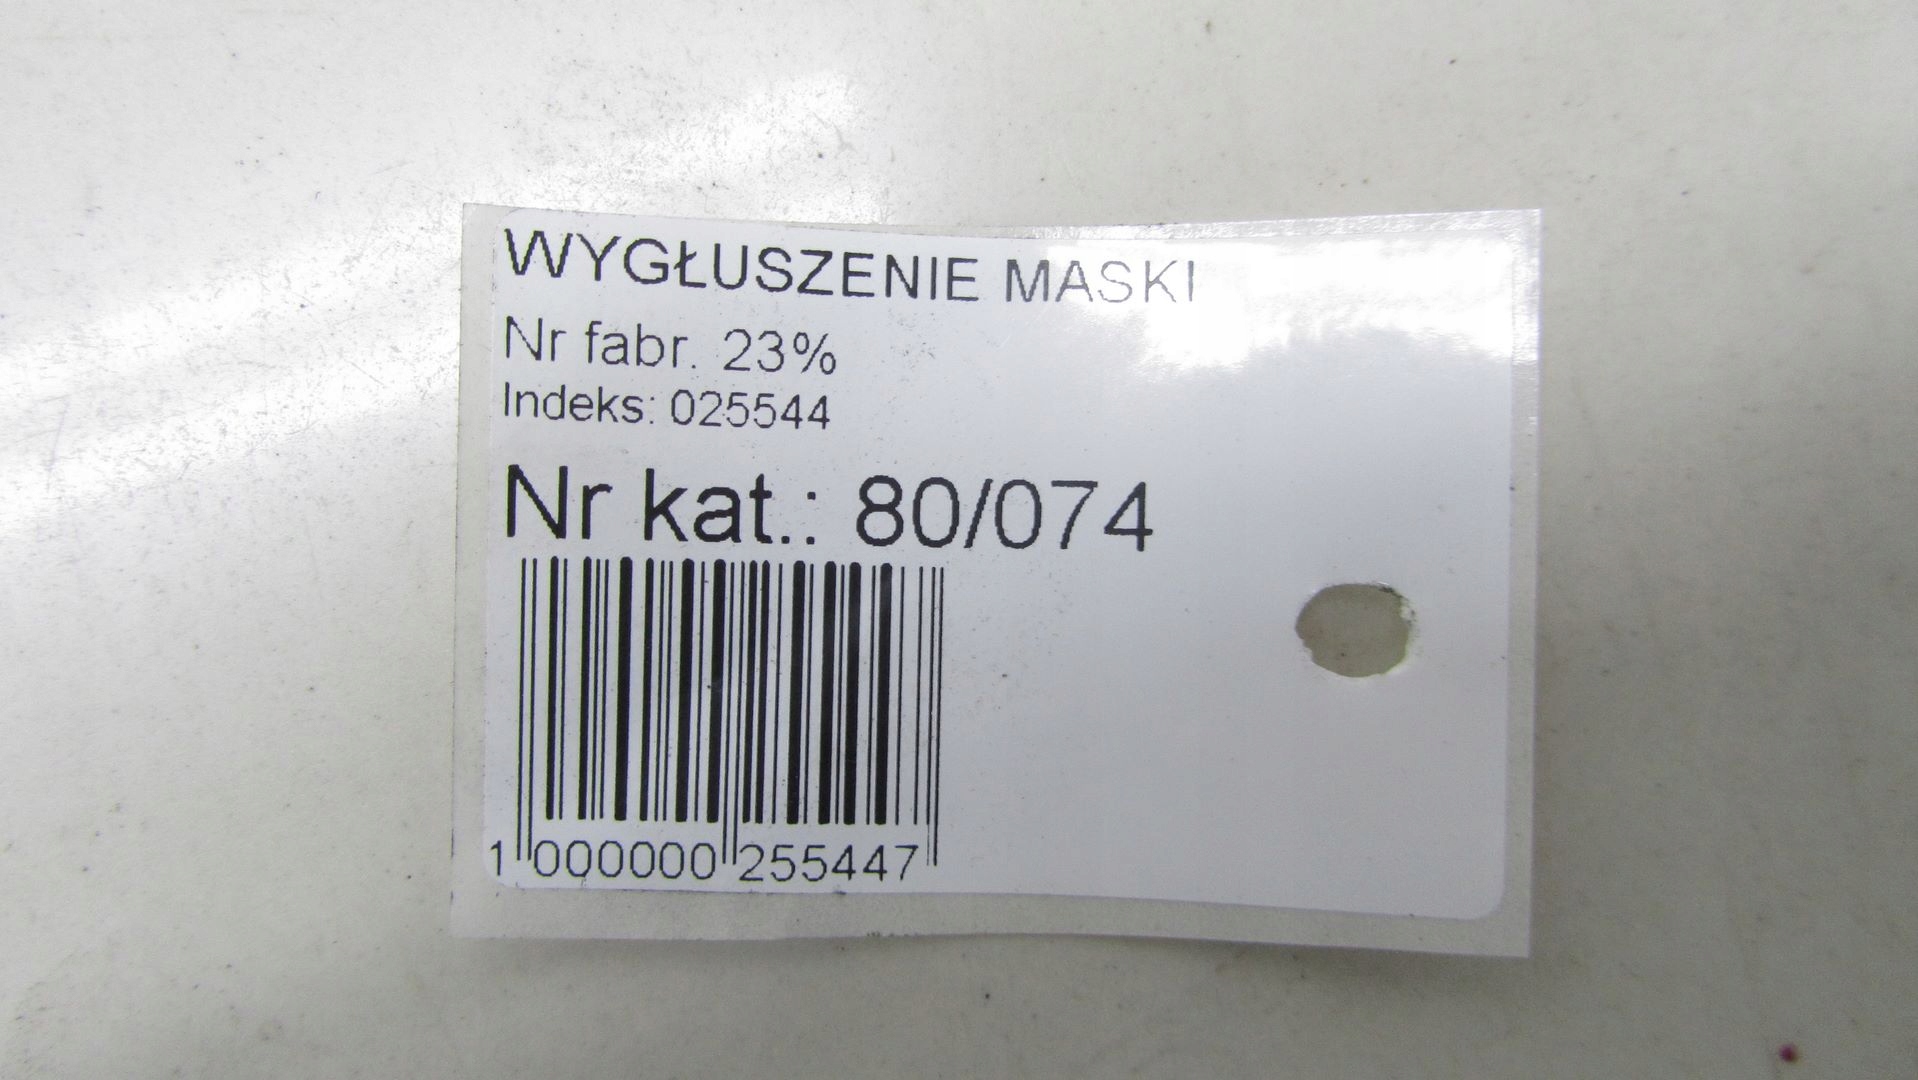 WYGŁUSZENIE MASKI
Nr fabr. 23%
Indeks: 025544
Nr kat.: 80/074
1 000000 255447